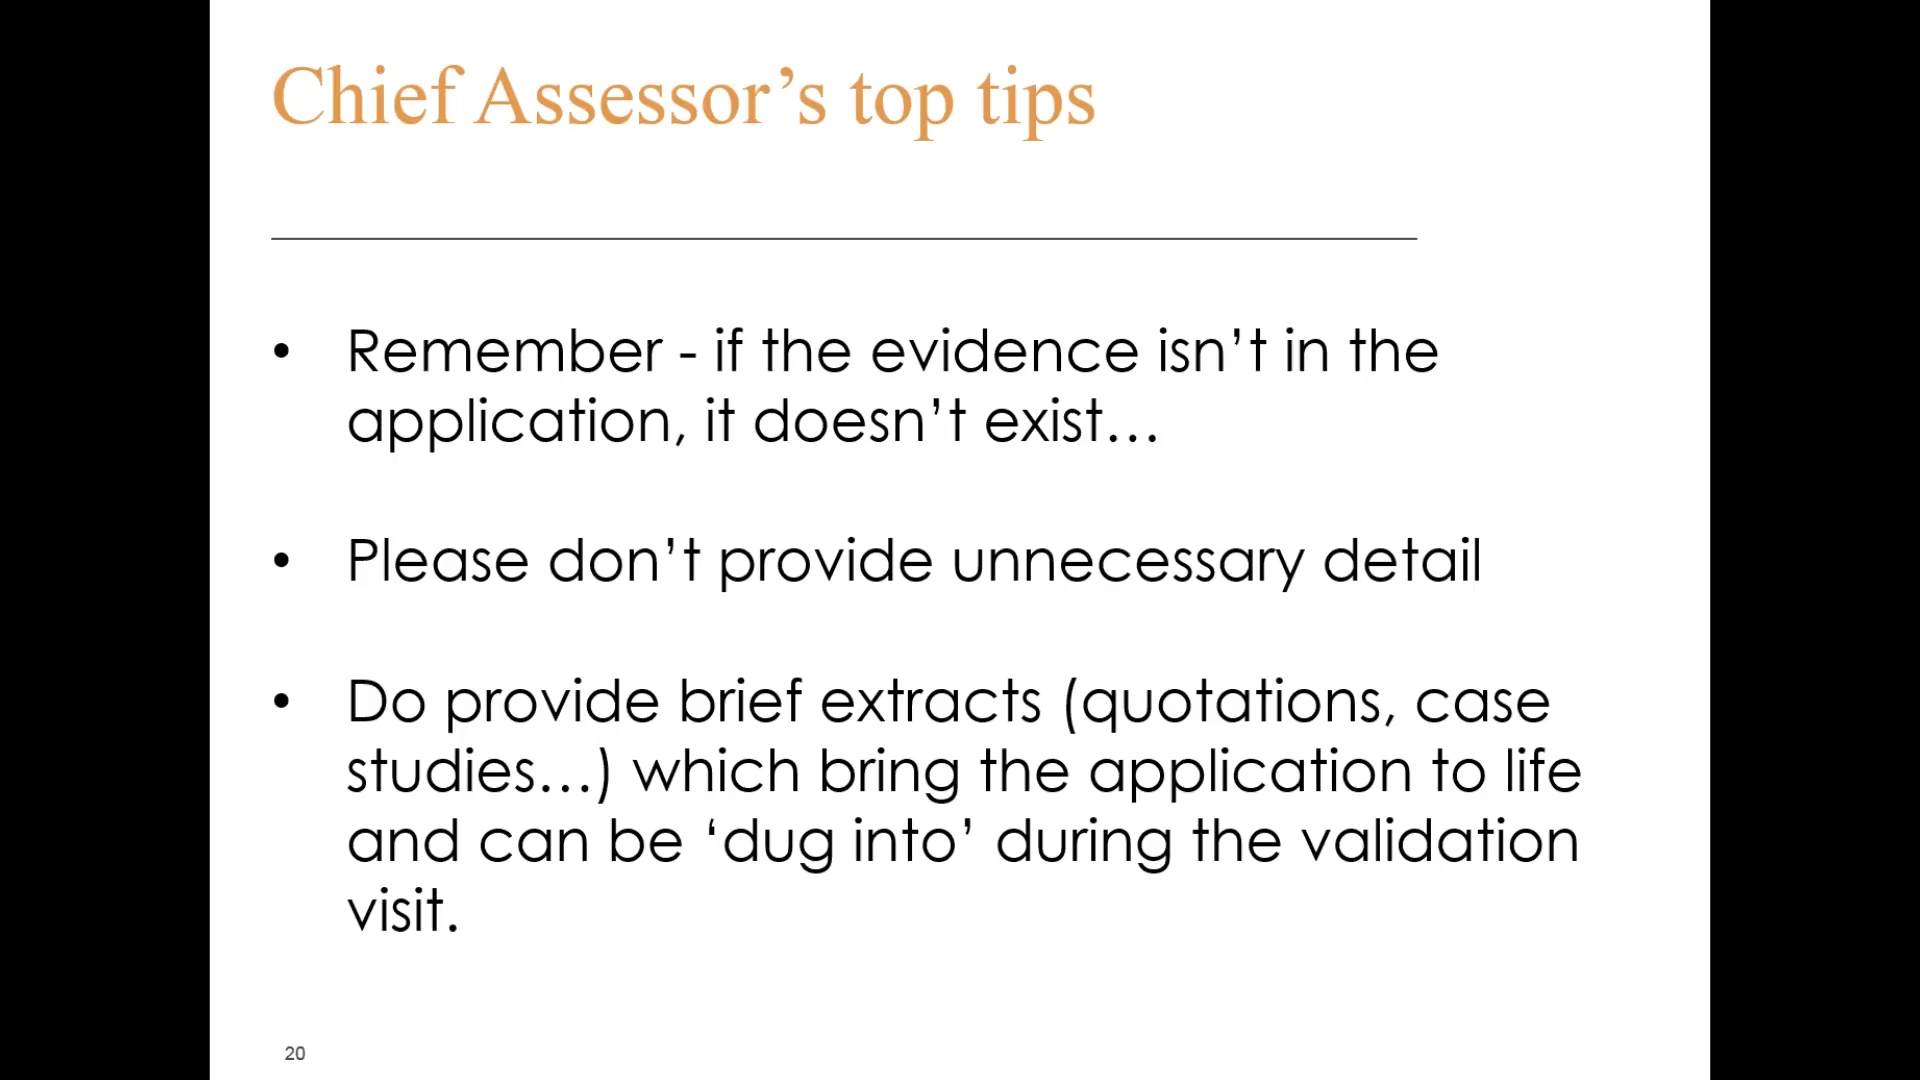 Chief Assessor’s top tips
• Remember - if the evidence isn’t in the
application, it doesn’t exist…
• Please don’t provide unnecessary detail
• Do provide brief extracts (quotations, case
studies…) which bring the application to life
and can be ‘dug into’ during the validation
visit.
20